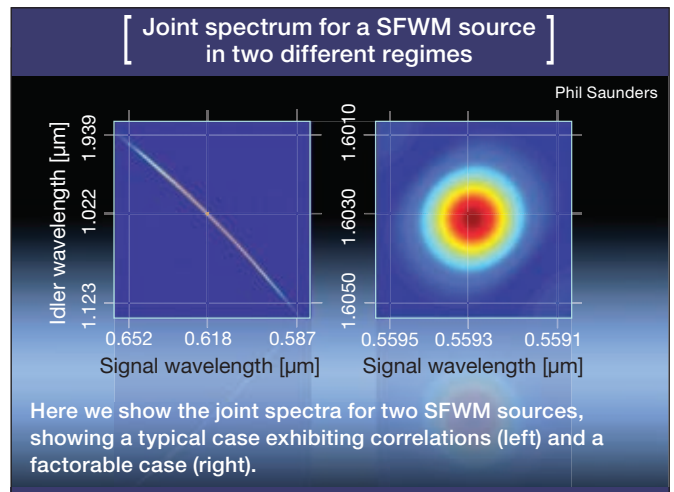 [ Joint spectrum for a SFWM source
in two different regimes ]
Phil Saunders
Idler wavelength [µm]
1.939
1.022
1.123
0.652 0.618 0.587
Signal wavelength [µm]
1.6010
1.6030
1.6050
0.5595 0.5593 0.5591
Signal wavelength [µm]
Here we show the joint spectra for two SFWM sources,
showing a typical case exhibiting correlations (left) and a
factorable case (right).